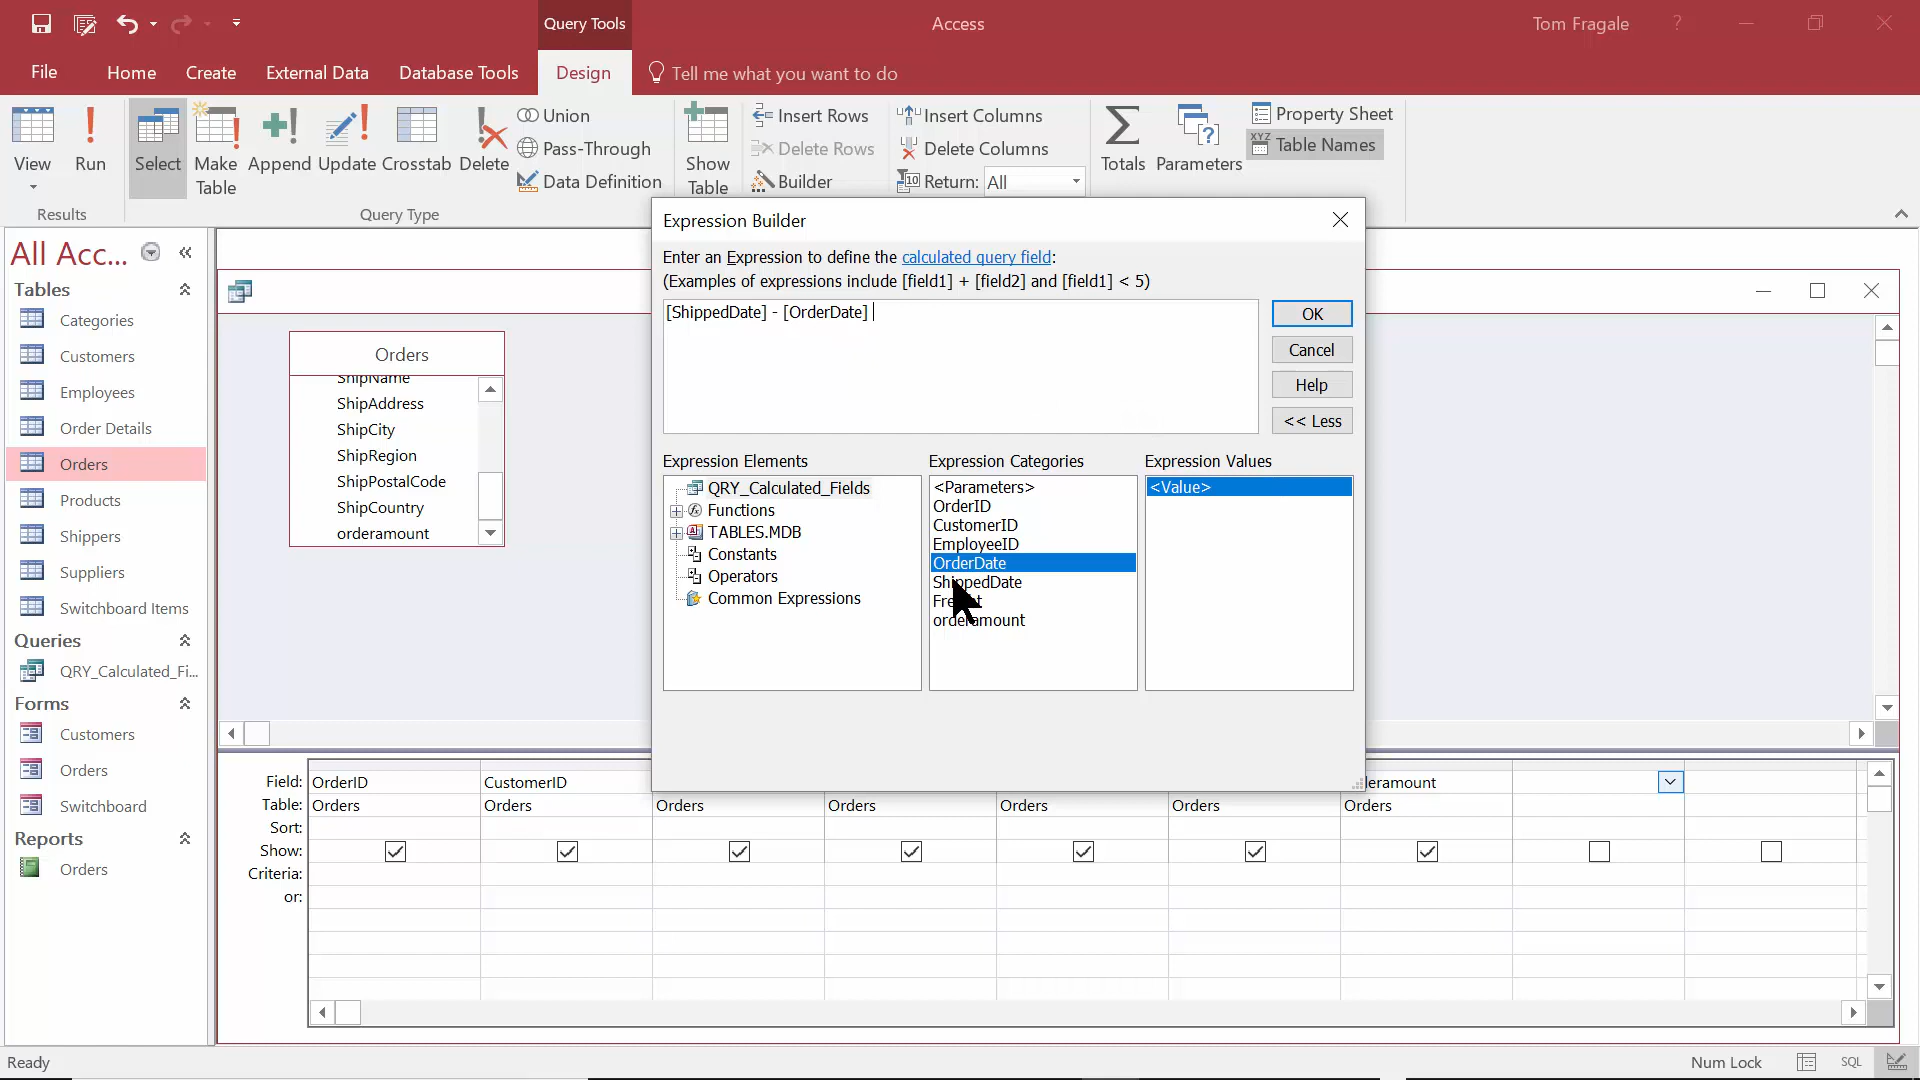 Query Tools
Access
Tom Fragale
?
File
Home
Create
External Data
Database Tools
Design
Tell me what you want to do
View
Run
Select
Make
Table
Append
Update
Crosstab
Delete
Union
Pass-Through
Data Definition
Show
Table
Insert Rows
Delete Rows
Builder
Insert Columns
Delete Columns
Return: All
Totals
Parameters
Property Sheet
XYZ Table Names
Results
Query Type
All Acc...
Tables
Categories
Customers
Employees
Order Details
Orders
Products
Shippers
Suppliers
Switchboard Items
Queries
QRY_Calculated_Fi...
Forms
Customers
Orders
Switchboard
Reports
Orders
Orders
ShipName
ShipAddress
ShipCity
ShipRegion
ShipPostalCode
ShipCountry
orderamount
Expression Builder
Enter an Expression to define the calculated query field:
(Examples of expressions include [field1] + [field2] and [field1] < 5)
[ShippedDate] - [OrderDate]
OK
Cancel
Help
<< Less
Expression Elements
QRY_Calculated_Fields
Functions
TABLES.MDB
Constants
Operators
Common Expressions
Expression Categories
<Parameters>
OrderID
CustomerID
EmployeeID
OrderDate
ShippedDate
orderamount
Expression Values
<Value>
Field: OrderID CustomerID
Table: Orders Orders Orders Orders Orders Orders Orders
Sort:
Show:
Criteria:
or:
Ready
Num Lock
SQL